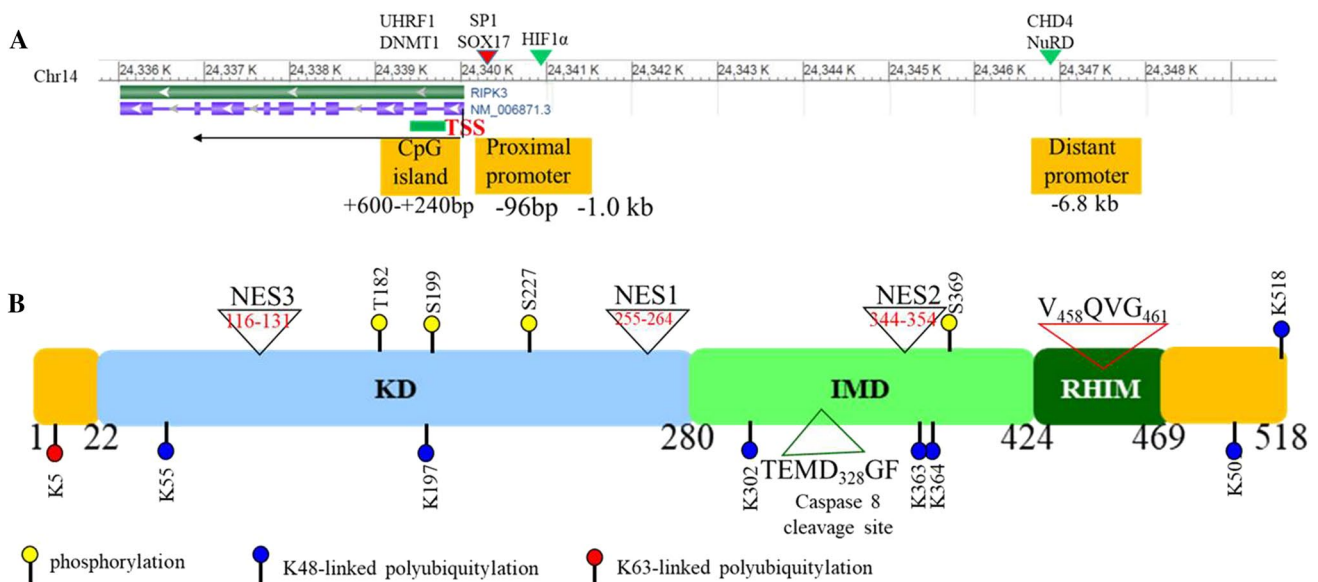 A
UHRF1
DNMT1
SP1
SOX17
HIF1α
CHD4
NuRD
Chr14
24,336 K
24,337 K
24,338 K
24,339 K
24,340 K
24,341 K
24,342 K
24,343 K
24,344 K
24,345 K
24,346 K
24,347 K
24,348 K
RIPK3
NM_006871.3
TSS
CpG
island
Proximal
promoter
Distant
promoter
+600-+240bp
-96bp
-1.0 kb
-6.8 kb
B
NES3
116-131
T182
S199
S227
NES1
255-264
NES2
344-354
S369
V458QVG461
K518
KD
IMD
RHIM
1
22
280
424
469
518
K5
K55
K197
K302
TEMD328GF
Caspase 8
cleavage site
K363
K364
phosphorylation
K48-linked polyubiquitylation
K63-linked polyubiquitylation